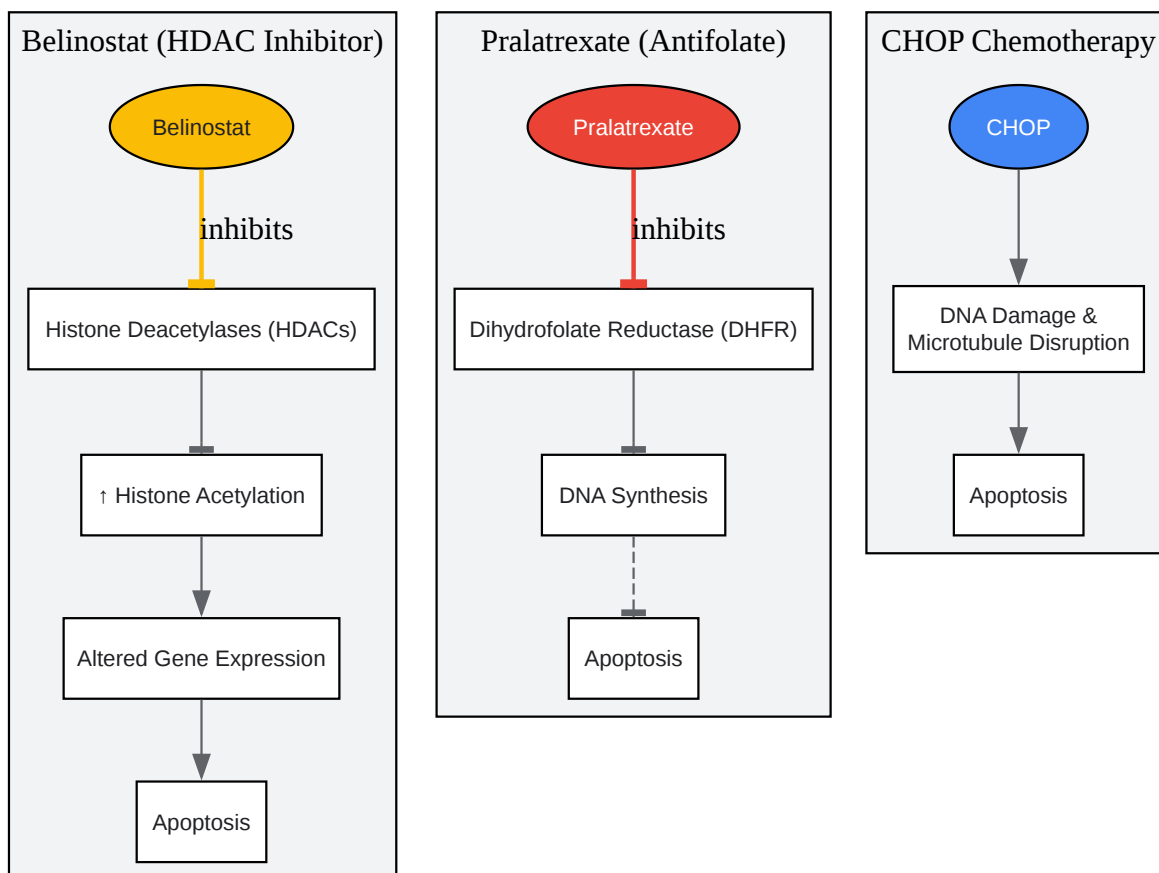 Belinostat (HDAC Inhibitor)
Belinostat
inhibits
Histone Deacetylases (HDACs)
↑ Histone Acetylation
Altered Gene Expression
Apoptosis
Pralatrexate (Antifolate)
Pralatrexate
inhibits
Dihydrofolate Reductase (DHFR)
DNA Synthesis
Apoptosis
CHOP Chemotherapy
CHOP
DNA Damage &
Microtubule Disruption
Apoptosis